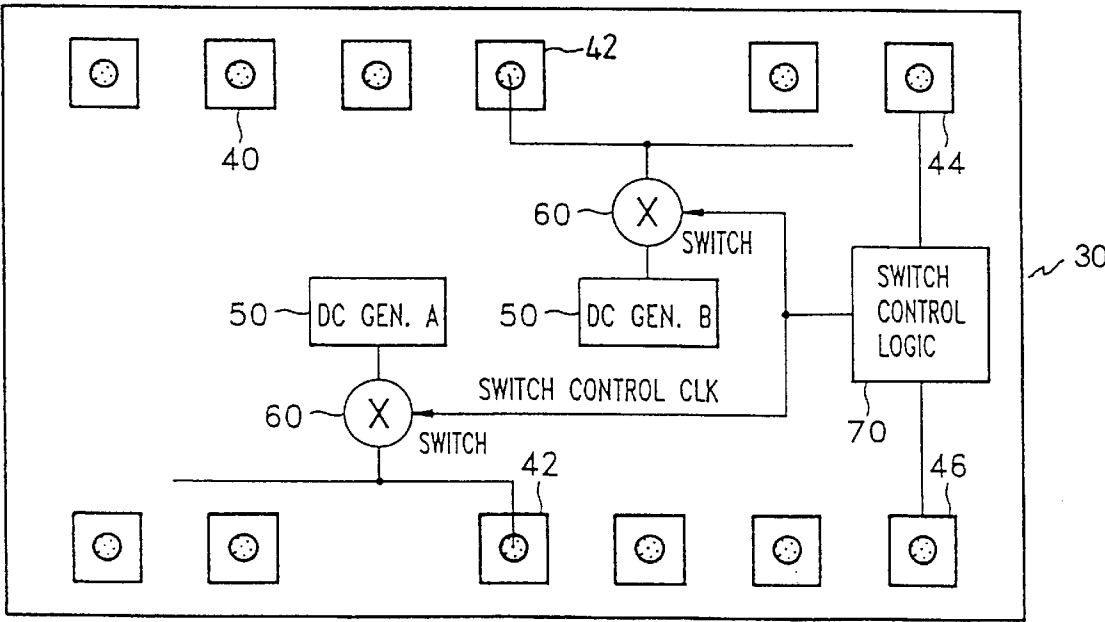 42
40
44
60
X
SWITCH
30
SWITCH
CONTROL
LOGIC
50
DC GEN. A
50
DC GEN. B
SWITCH CONTROL CLK
60
X
SWITCH
70
42
46